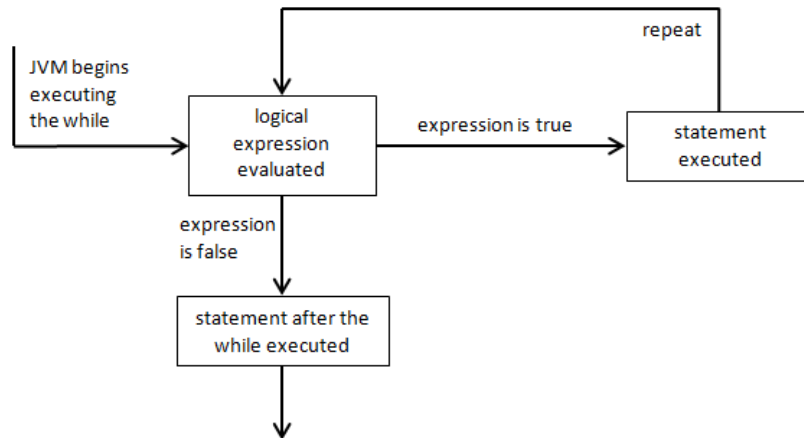 repeat
JVM begins
executing
the while
logical
expression
evaluated
expression is true
statement
executed
expression
is false
statement after the
while executed